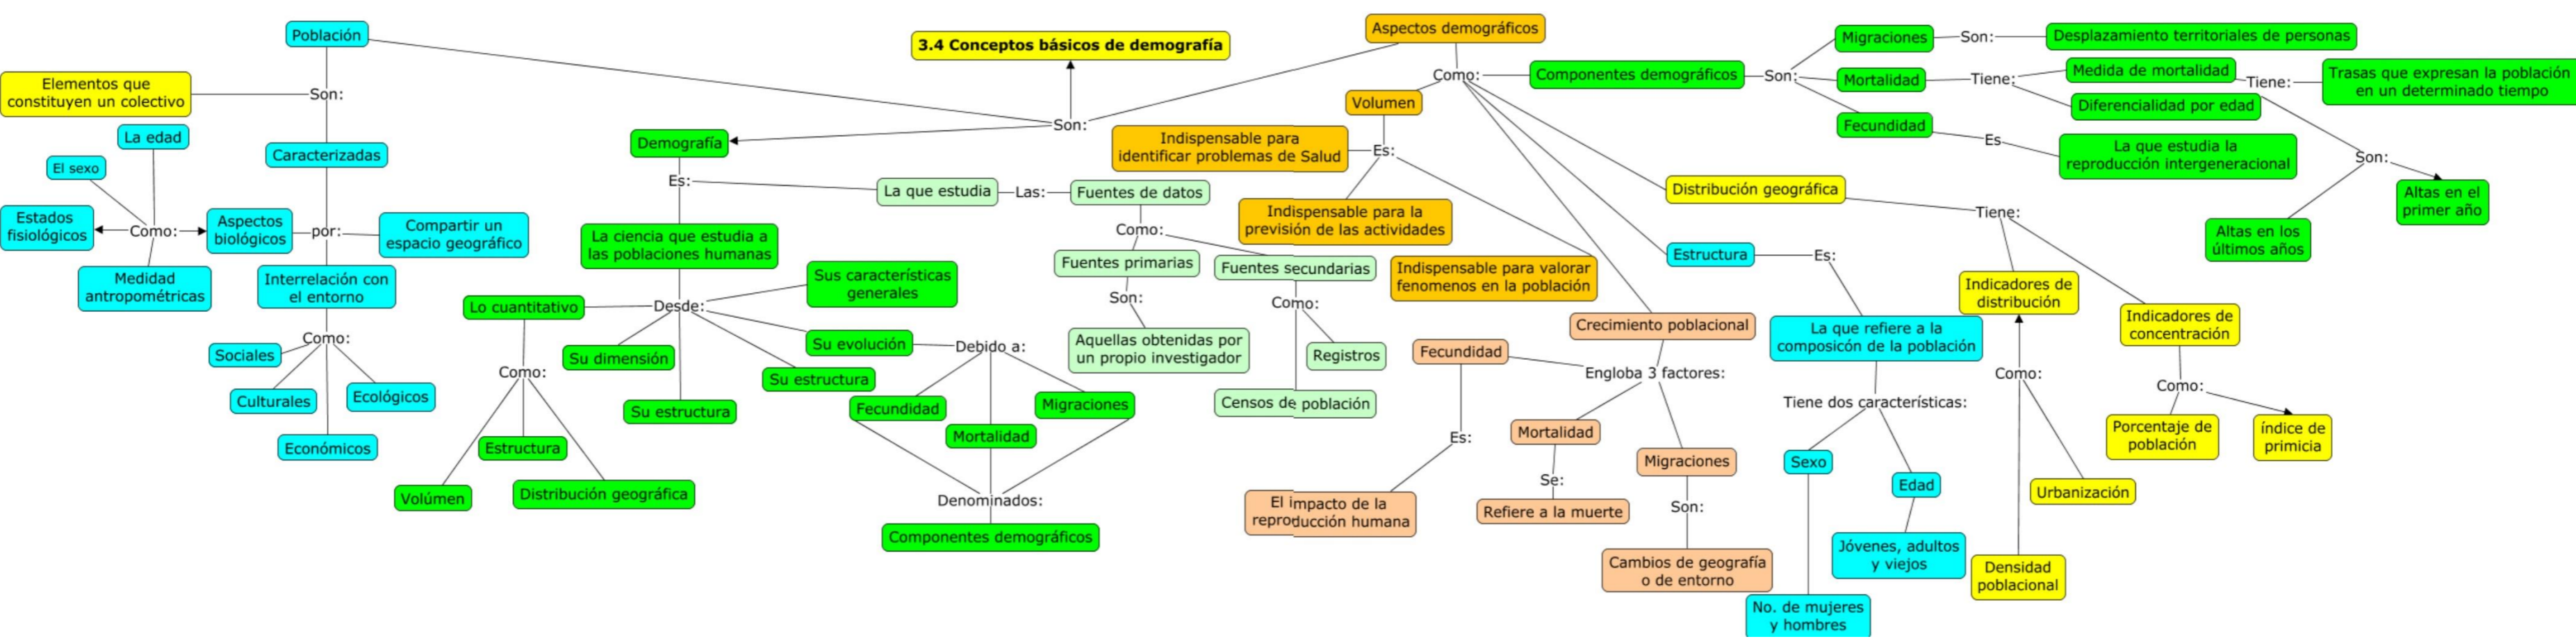 3.4 Conceptos básicos de demografía
Son:
Población
Son:
Elementos que
constituyen un colectivo
Caracterizadas
por:
Aspectos
biológicos
Como:
La edad
El sexo
Estados
fisiológicos
Medidad
antropométricas
Compartir un
espacio geográfico
Interrelación con
el entorno
Como:
Sociales
Culturales
Económicos
Ecológicos
Demografía
Es:
La que estudia
Las:
Fuentes de datos
Como:
Fuentes primarias
Son:
Aquellas obtenidas por
un propio investigador
Fuentes secundarias
Como:
Registros
Censos de población
La ciencia que estudia a
las poblaciones humanas
Desde:
Lo cuantitativo
Como:
Volúmen
Estructura
Distribución geográfica
Su dimensión
Su estructura
Su estructura
Sus características
generales
Su evolución
Debido a:
Fecundidad
Mortalidad
Migraciones
Denominados:
Componentes demográficos
Aspectos demográficos
Como:
Volumen
Es:
Indispensable para
identificar problemas de Salud
Indispensable para la
previsión de las actividades
Indispensable para valorar
fenomenos en la población
Crecimiento poblacional
Engloba 3 factores:
Fecundidad
Es:
El impacto de la
reproducción humana
Mortalidad
Se:
Refiere a la muerte
Migraciones
Son:
Cambios de geografía
o de entorno
Estructura
Es:
La que refiere a la
composicón de la población
Tiene dos características:
Sexo
No. de mujeres
y hombres
Edad
Jóvenes, adultos
y viejos
Distribución geográfica
Tiene:
Indicadores de
distribución
Como:
Densidad
poblacional
Urbanización
Indicadores de
concentración
Como:
Porcentaje de
población
índice de
primicia
Componentes demográficos
Son:
Migraciones
Son:
Desplazamiento territoriales de personas
Mortalidad
Tiene:
Medida de mortalidad
Diferencialidad por edad
Tiene:
Trasas que expresan la población
en un determinado tiempo
Son:
Altas en el
primer año
Altas en los
últimos años
Fecundidad
Es
La que estudia la
reproducción intergeneracional